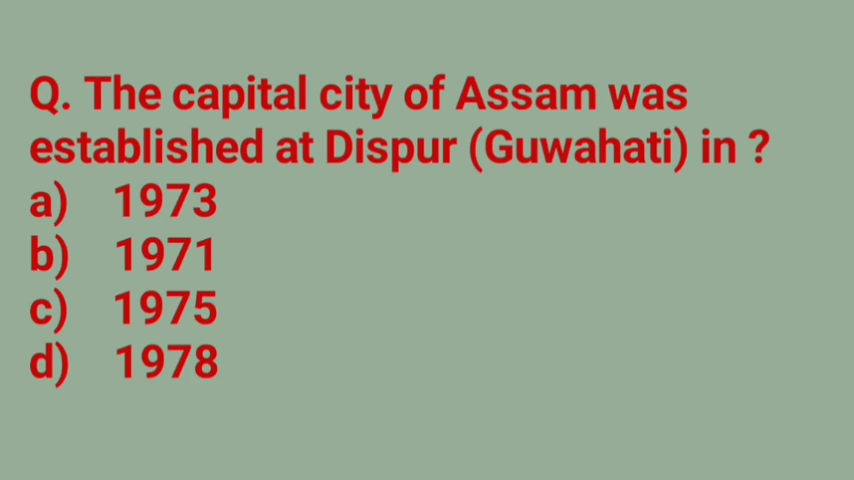 Q. The capital city of Assam was
established at Dispur (Guwahati) in ?
a) 1973
b) 1971
c) 1975
d) 1978